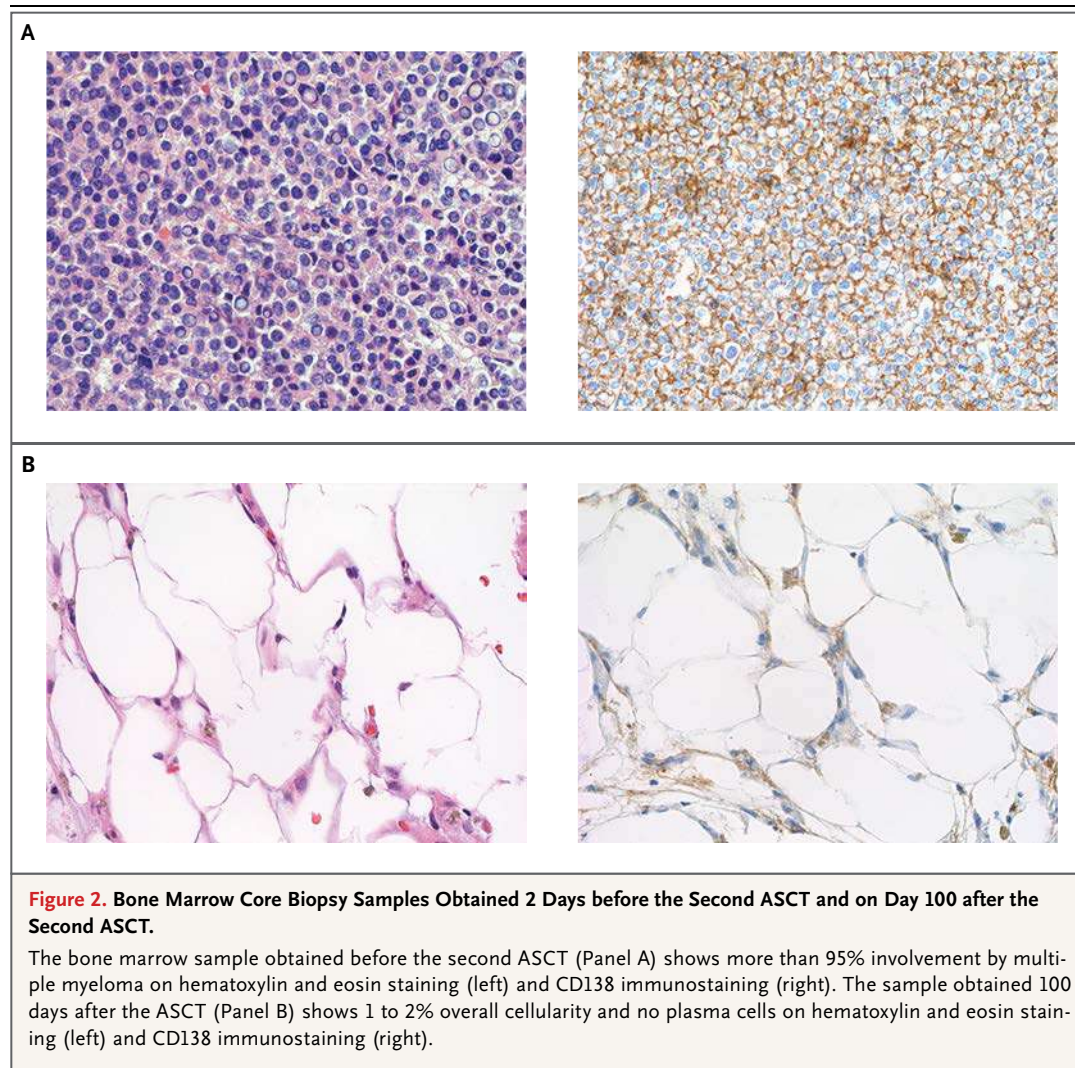 A
B
Figure 2. Bone Marrow Core Biopsy Samples Obtained 2 Days before the Second ASCT and on Day 100 after the
Second ASCT.
The bone marrow sample obtained before the second ASCT (Panel A) shows more than 95% involvement by multi-
ple myeloma on hematoxylin and eosin staining (left) and CD138 immunostaining (right). The sample obtained 100
days after the ASCT (Panel B) shows 1 to 2% overall cellularity and no plasma cells on hematoxylin and eosin stain-
ing (left) and CD138 immunostaining (right).